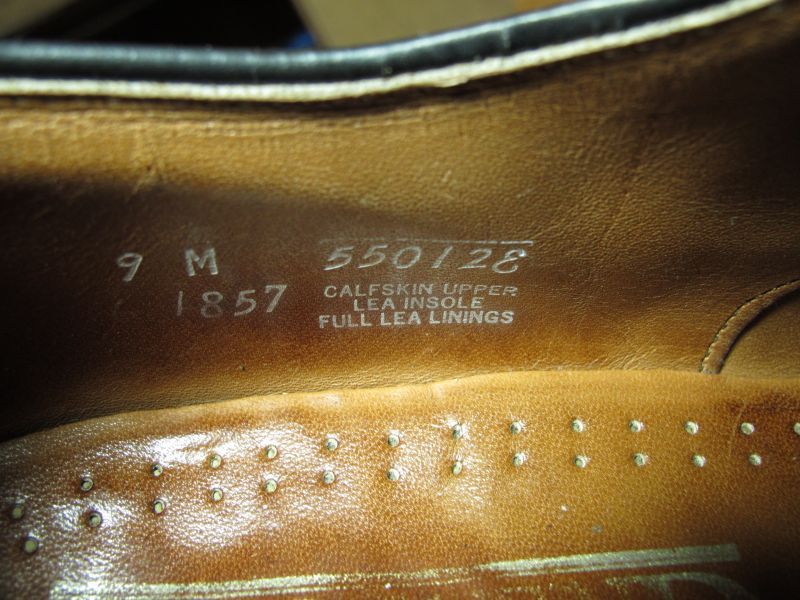 9 M 550128
1857
CALFSKIN UPPER
LEA INSOLE
FULL LEA LININGS